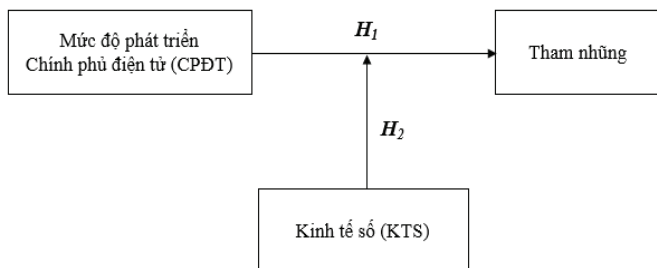 Mức độ phát triển
Chính phủ điện tử (CPĐT)
H1
Tham nhũng
H2
Kinh tế số (KTS)